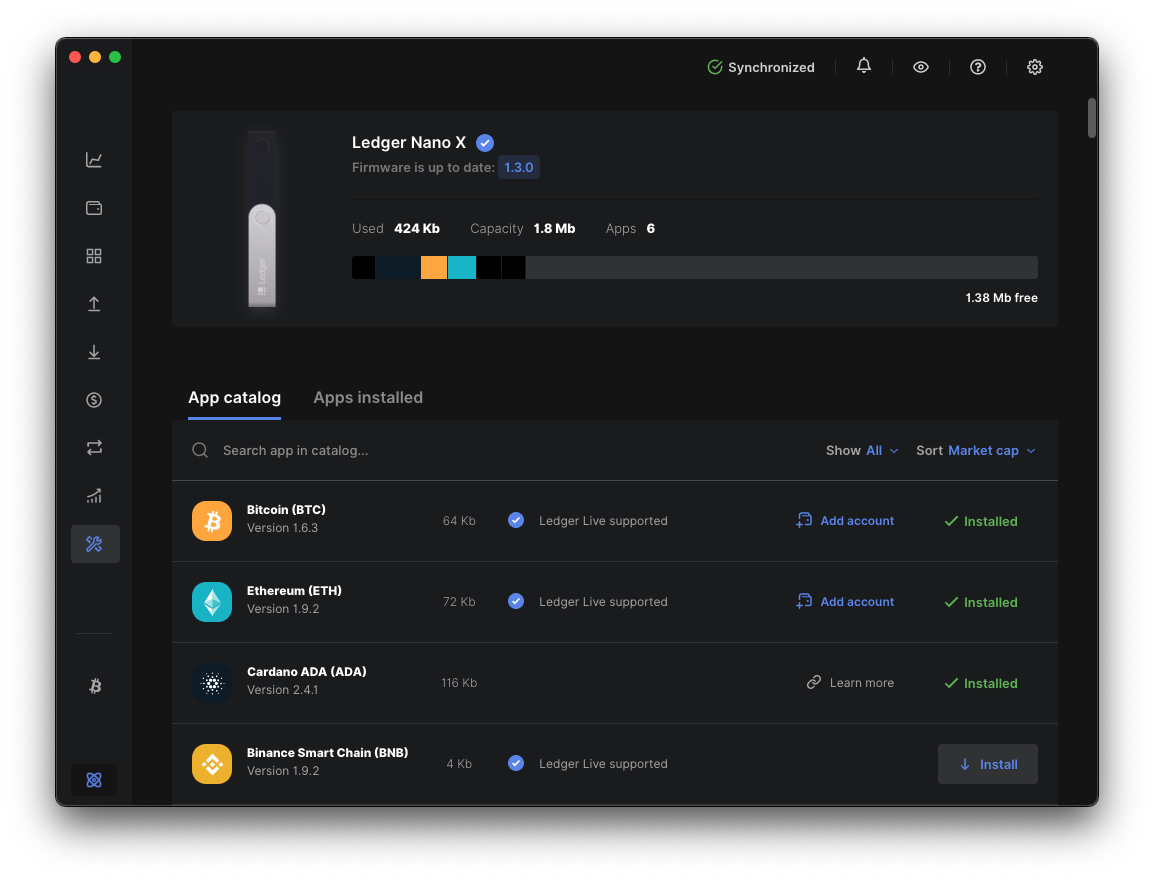 Synchronized
Ledger Nano X
Firmware is up to date: 1.3.0
Used 424 Kb Capacity 1.8 Mb Apps 6
Ledger
1.38 Mb free
App catalog Apps installed
Search app in catalog... Show All Sort Market cap
Bitcoin (BTC)
Version 1.6.3
64 Kb Ledger Live supported Add account Installed
Ethereum (ETH)
Version 1.9.2
72 Kb Ledger Live supported Add account Installed
Cardano ADA (ADA)
Version 2.4.1
116 Kb Learn more Installed
Binance Smart Chain (BNB)
Version 1.9.2
4 Kb Ledger Live supported Install